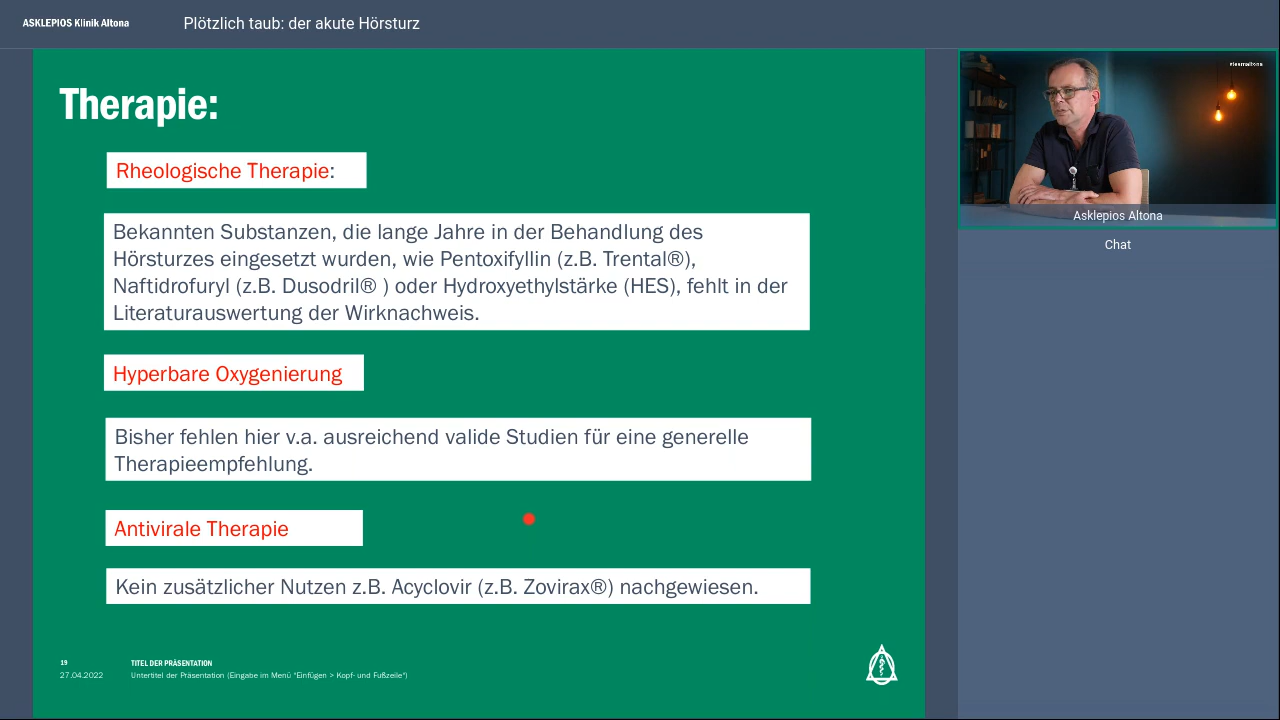 ASKLEPIOS Klinik Altona
Plötzlich taub: der akute Hörsturz
Therapie:
Rheologische Therapie:
Bekannten Substanzen, die lange Jahre in der Behandlung des
Hörsturzes eingesetzt wurden, wie Pentoxifyllin (z.B. Trental®),
Naftidrofuryl (z.B. Dusodril® ) oder Hydroxyethylstärke (HES), fehlt in der
Literaturauswertung der Wirknachweis.
Hyperbare Oxygenierung
Bisher fehlen hier v.a. ausreichend valide Studien für eine generelle
Therapieempfehlung.
Antivirale Therapie
Kein zusätzlicher Nutzen z.B. Acyclovir (z.B. Zovirax®) nachgewiesen.
19
TITEL DER PRÄSENTATION
27.04.2022
Untertitel der Präsentation (Eingabe im Menü "Einfügen > Kopf- und Fußzeile")
Asklepios Altona
Chat